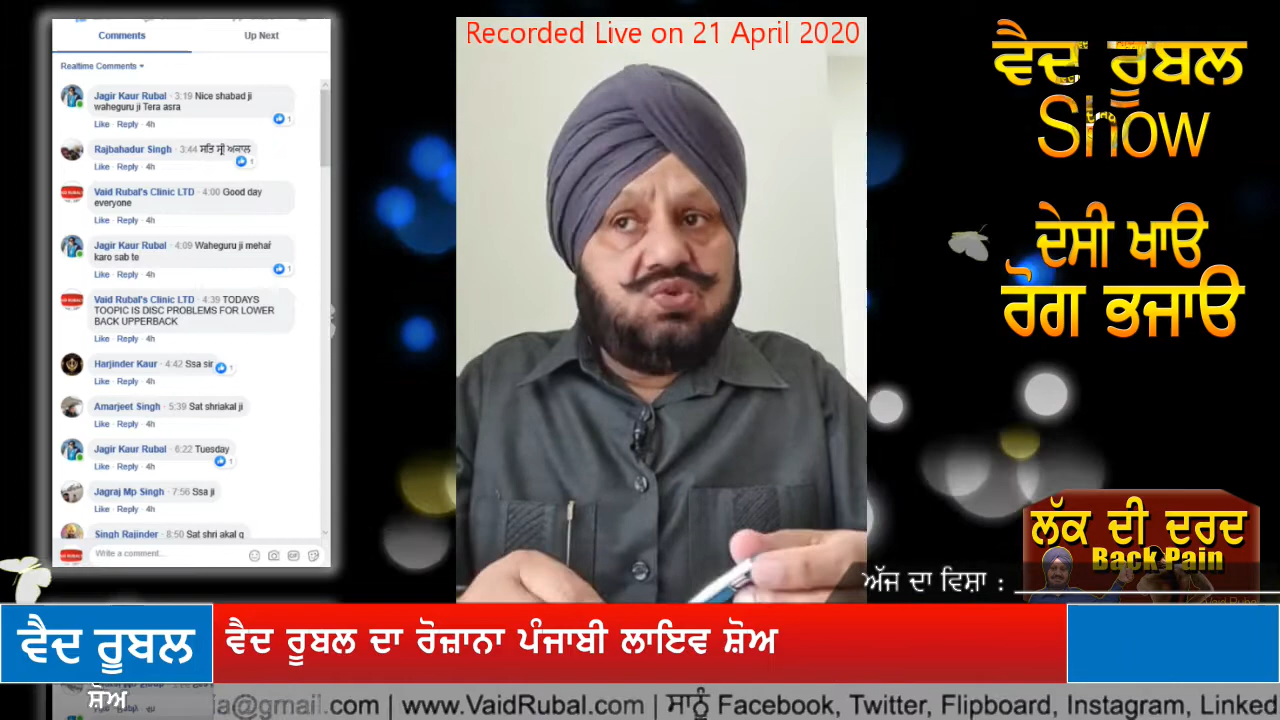 Comments
Up Next
Realtime Comments
Jagir Kaur Rubal · 3:19 Nice shabad ji
waheguru ji Tera asra
1
Like · Reply · 4h
Rajbahadur Singh · 3:44 ਸਤਿ ਸ੍ਰੀ ਅਕਾਲ
1
Like · Reply · 4h
Vaid Rubal's Clinic LTD · 4:00 Good day
everyone
Like · Reply · 4h
Jagir Kaur Rubal · 4:09 Waheguru ji mehar
karo sab te
1
Like · Reply · 4h
Vaid Rubal's Clinic LTD · 4:39 TODAYS
TOOPIC IS DISC PROBLEMS FOR LOWER
BACK UPPERBACK
Like · Reply · 4h
Harjinder Kaur · 4:42 Ssa sir
1
Like · Reply · 4h
Amarjeet Singh · 5:39 Sat shriakal ji
Like · Reply · 4h
Jagir Kaur Rubal · 6:22 Tuesday
1
Like · Reply · 4h
Jagraj Mp Singh · 7:56 Ssa ji
Like · Reply · 4h
Singh Rajinder · 8:50 Sat shri akal g
Write a comment...
Recorded Live on 21 April 2020
ਵੈਦ ਰੂਬਲ
Show
ਦੇਸੀ ਖਾਓ
ਰੋਗ ਭਜਾਓ
ਲੱਕ ਦੀ ਦਰਦ
Back Pain
ਅੱਜ ਦਾ ਵਿਸ਼ਾ :
ਵੈਦ ਰੂਬਲ
ਵੈਦ ਰੂਬਲ ਦਾ ਰੋਜ਼ਾਨਾ ਪੰਜਾਬੀ ਲਾਇਵ ਸ਼ੋਅ
ਸ਼ੋਅ
a@gmail.com | www.VaidRubal.com | ਸਾਨੂੰ Facebook, Twitter, Flipboard, Instagram, Linked